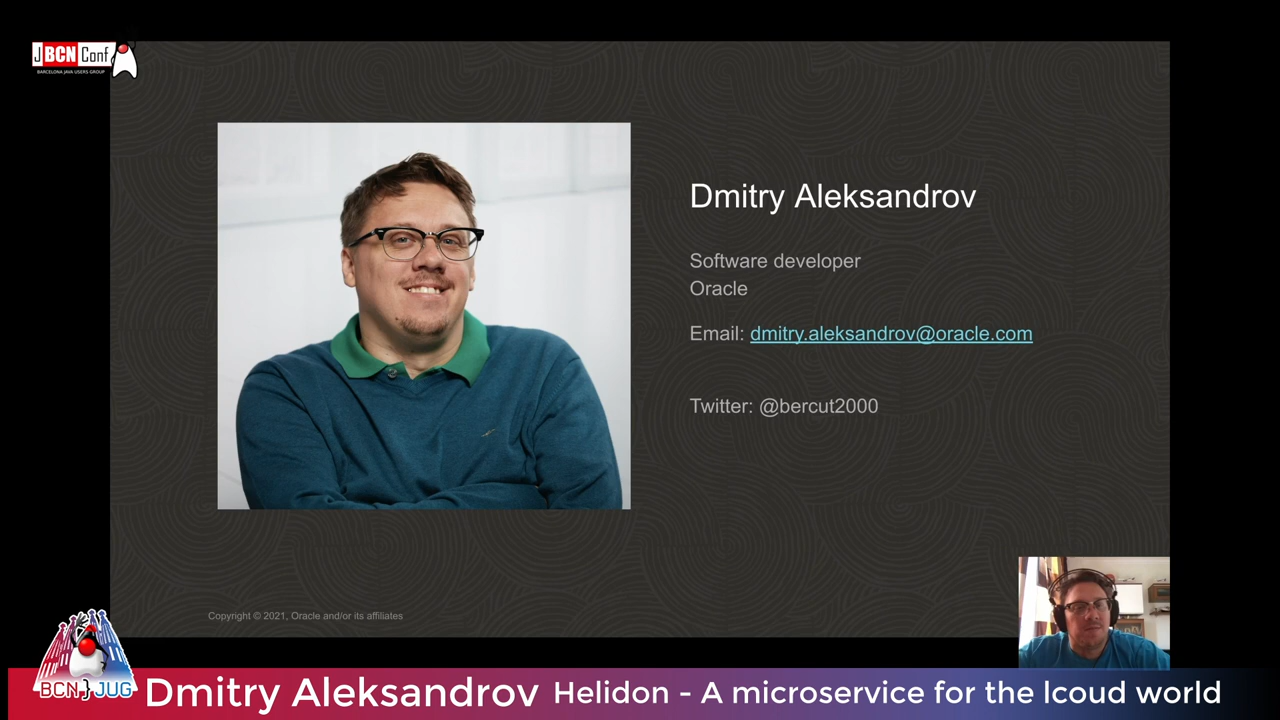 JBCNConf
BARCELONA JAVA USERS GROUP
Dmitry Aleksandrov
Software developer
Oracle
Email: dmitry.aleksandrov@oracle.com
Twitter: @bercut2000
Copyright © 2021, Oracle and/or its affiliates
BCN JUG
Dmitry Aleksandrov Helidon - A microservice for the lcoud world